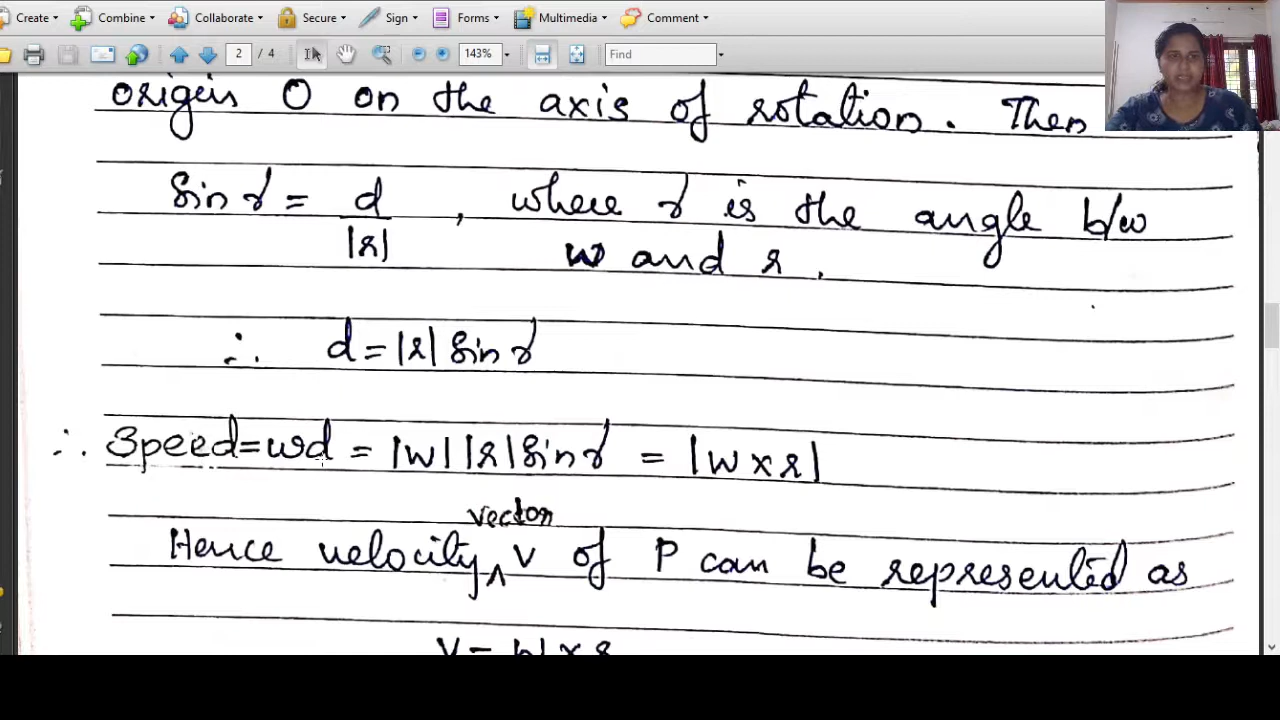 Create Combine Collaborate Secure Sign Forms Multimedia Comment
2 / 4 143% Find
origin O on the axis of rotation. Then
Sin γ = d/|r| , where γ is the angle b/w
w and r.
∴ d = |r| Sin γ
∴ Speed = wd = |w| |r| Sin γ = |w x r|
vector
Hence velocity ^ v of P can be represented as
V = w x r